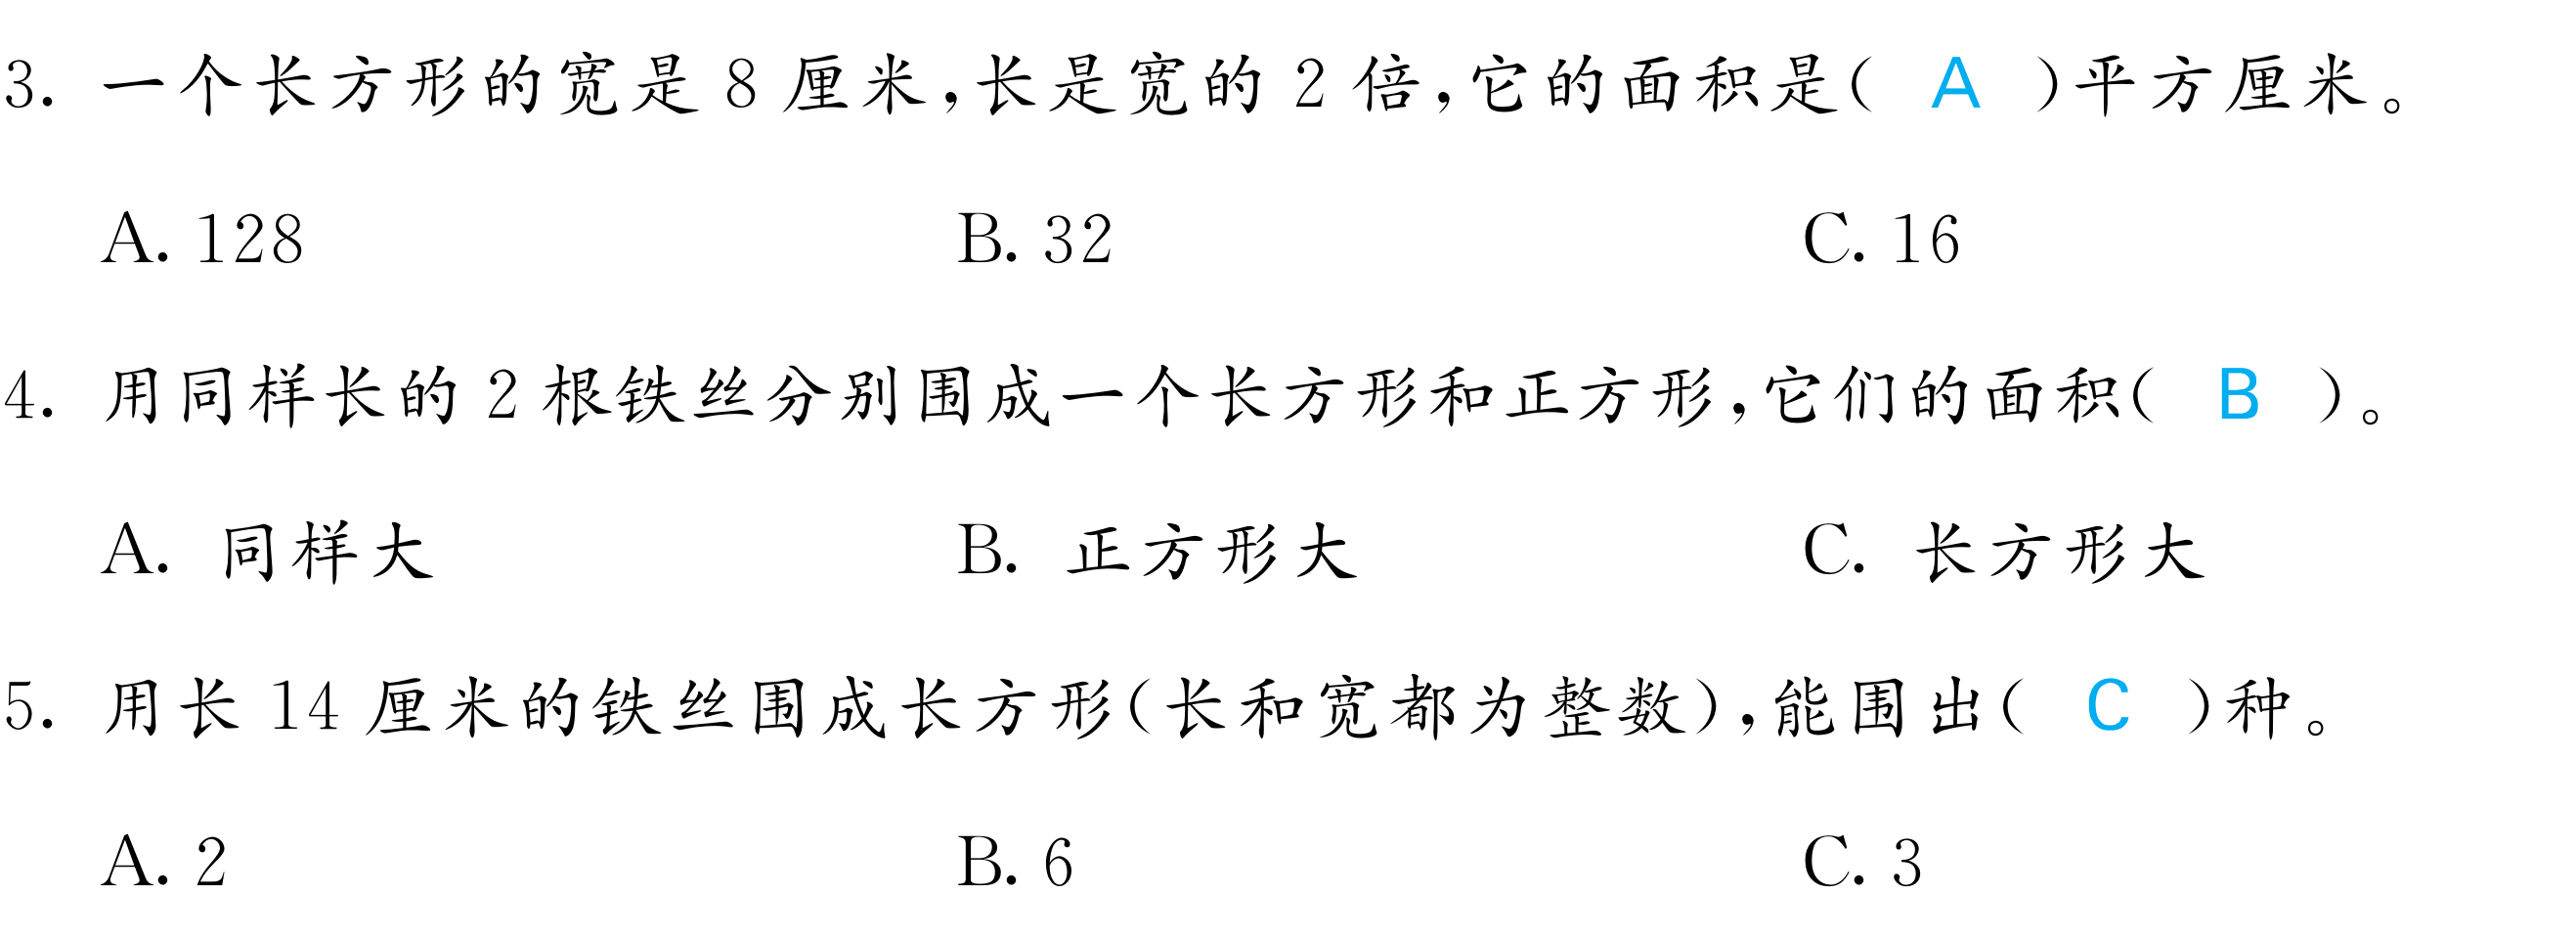 3. 一个长方形的宽是 8 厘米,长是宽的 2 倍,它的面积是( A )平方厘米。
A. 128 B. 32 C. 16
4. 用同样长的 2 根铁丝分别围成一个长方形和正方形,它们的面积( B )。
A. 同样大 B. 正方形大 C. 长方形大
5. 用长 14 厘米的铁丝围成长方形(长和宽都为整数),能围出( C )种。
A. 2 B. 6 C. 3